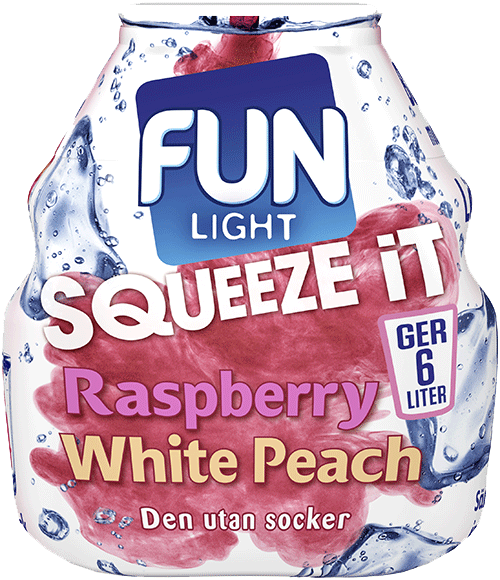 FUN
LIGHT
SQUEEZE iT
GER
6
LITER
Raspberry
White Peach
Den utan socker